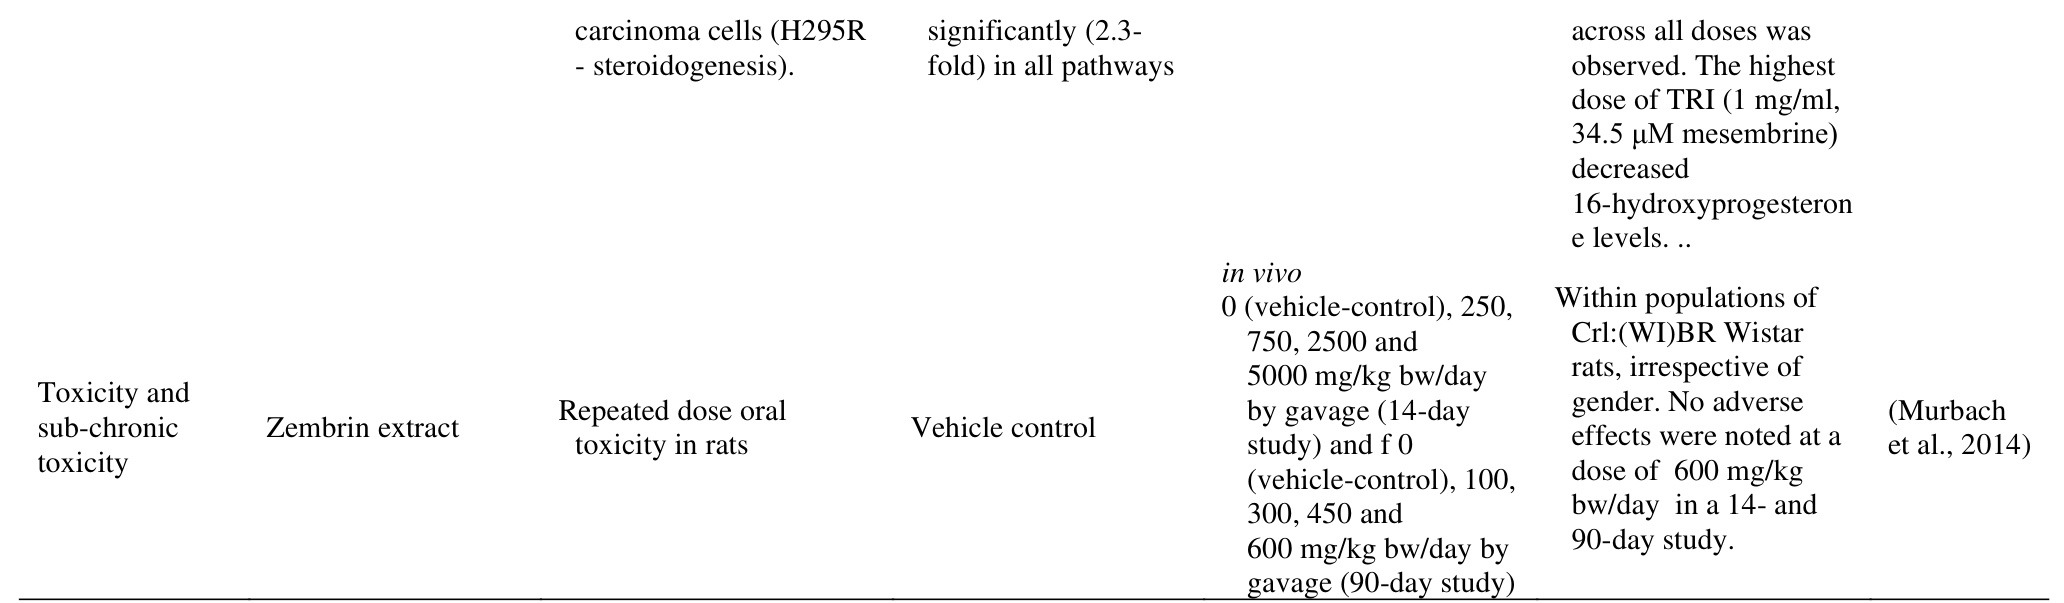 carcinoma cells (H295R
- steroidogenesis).
significantly (2.3-
fold) in all pathways
across all doses was
observed. The highest
dose of TRI (1 mg/ml,
34.5 μM mesembrine)
decreased
16-hydroxyprogesteron
e levels. ..
Toxicity and
sub-chronic
toxicity
Zembrin extract
Repeated dose oral
toxicity in rats
Vehicle control
in vivo
0 (vehicle-control), 250,
750, 2500 and
5000 mg/kg bw/day
by gavage (14-day
study) and f 0
(vehicle-control), 100,
300, 450 and
600 mg/kg bw/day by
gavage (90-day study)
Within populations of
Crl:(WI)BR Wistar
rats, irrespective of
gender. No adverse
effects were noted at a
dose of  600 mg/kg
bw/day  in a 14- and
90-day study.
(Murbach
et al., 2014)